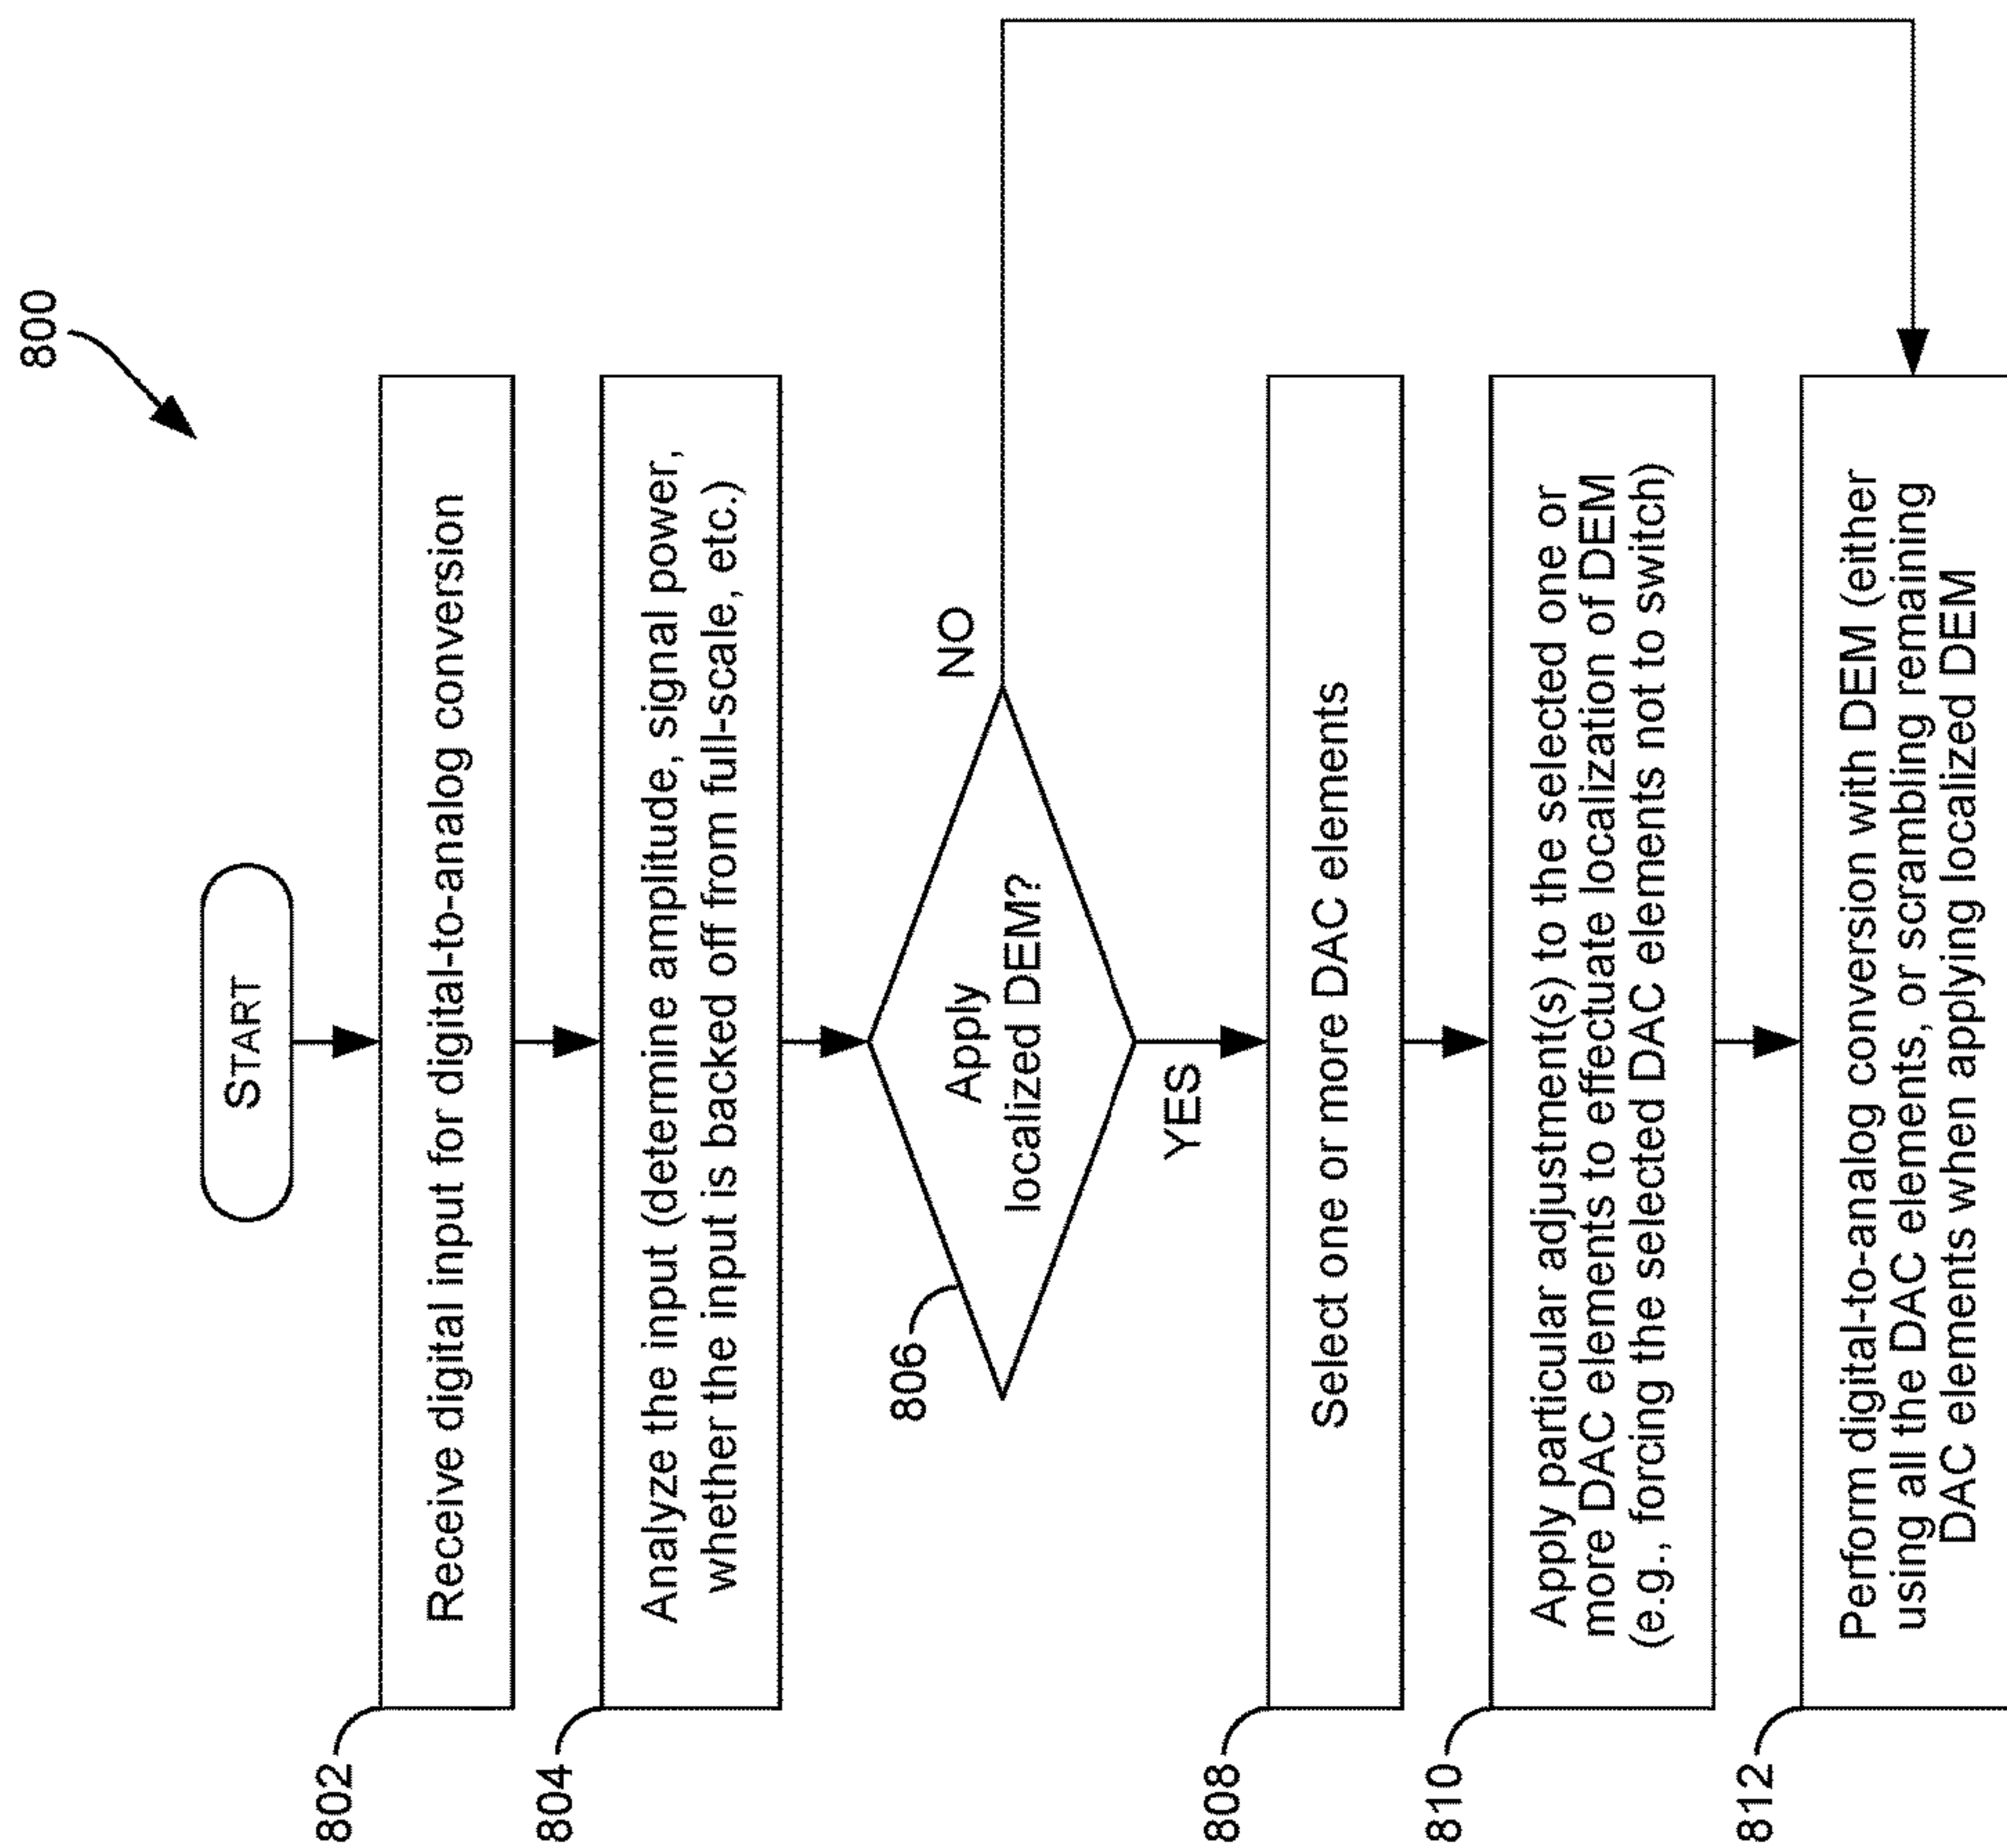 800
START
802
Receive digital input for digital-to-analog conversion
804
Analyze the input (determine amplitude, signal power,
whether the input is backed off from full-scale, etc.)
806
Apply
localized DEM?
NO
YES
808
Select one or more DAC elements
810
Apply particular adjustment(s) to the selected one or
more DAC elements to effectuate localization of DEM
(e.g., forcing the selected DAC elements not to switch)
812
Perform digital-to-analog conversion with DEM (either
using all the DAC elements, or scrambling remaining
DAC elements when applying localized DEM